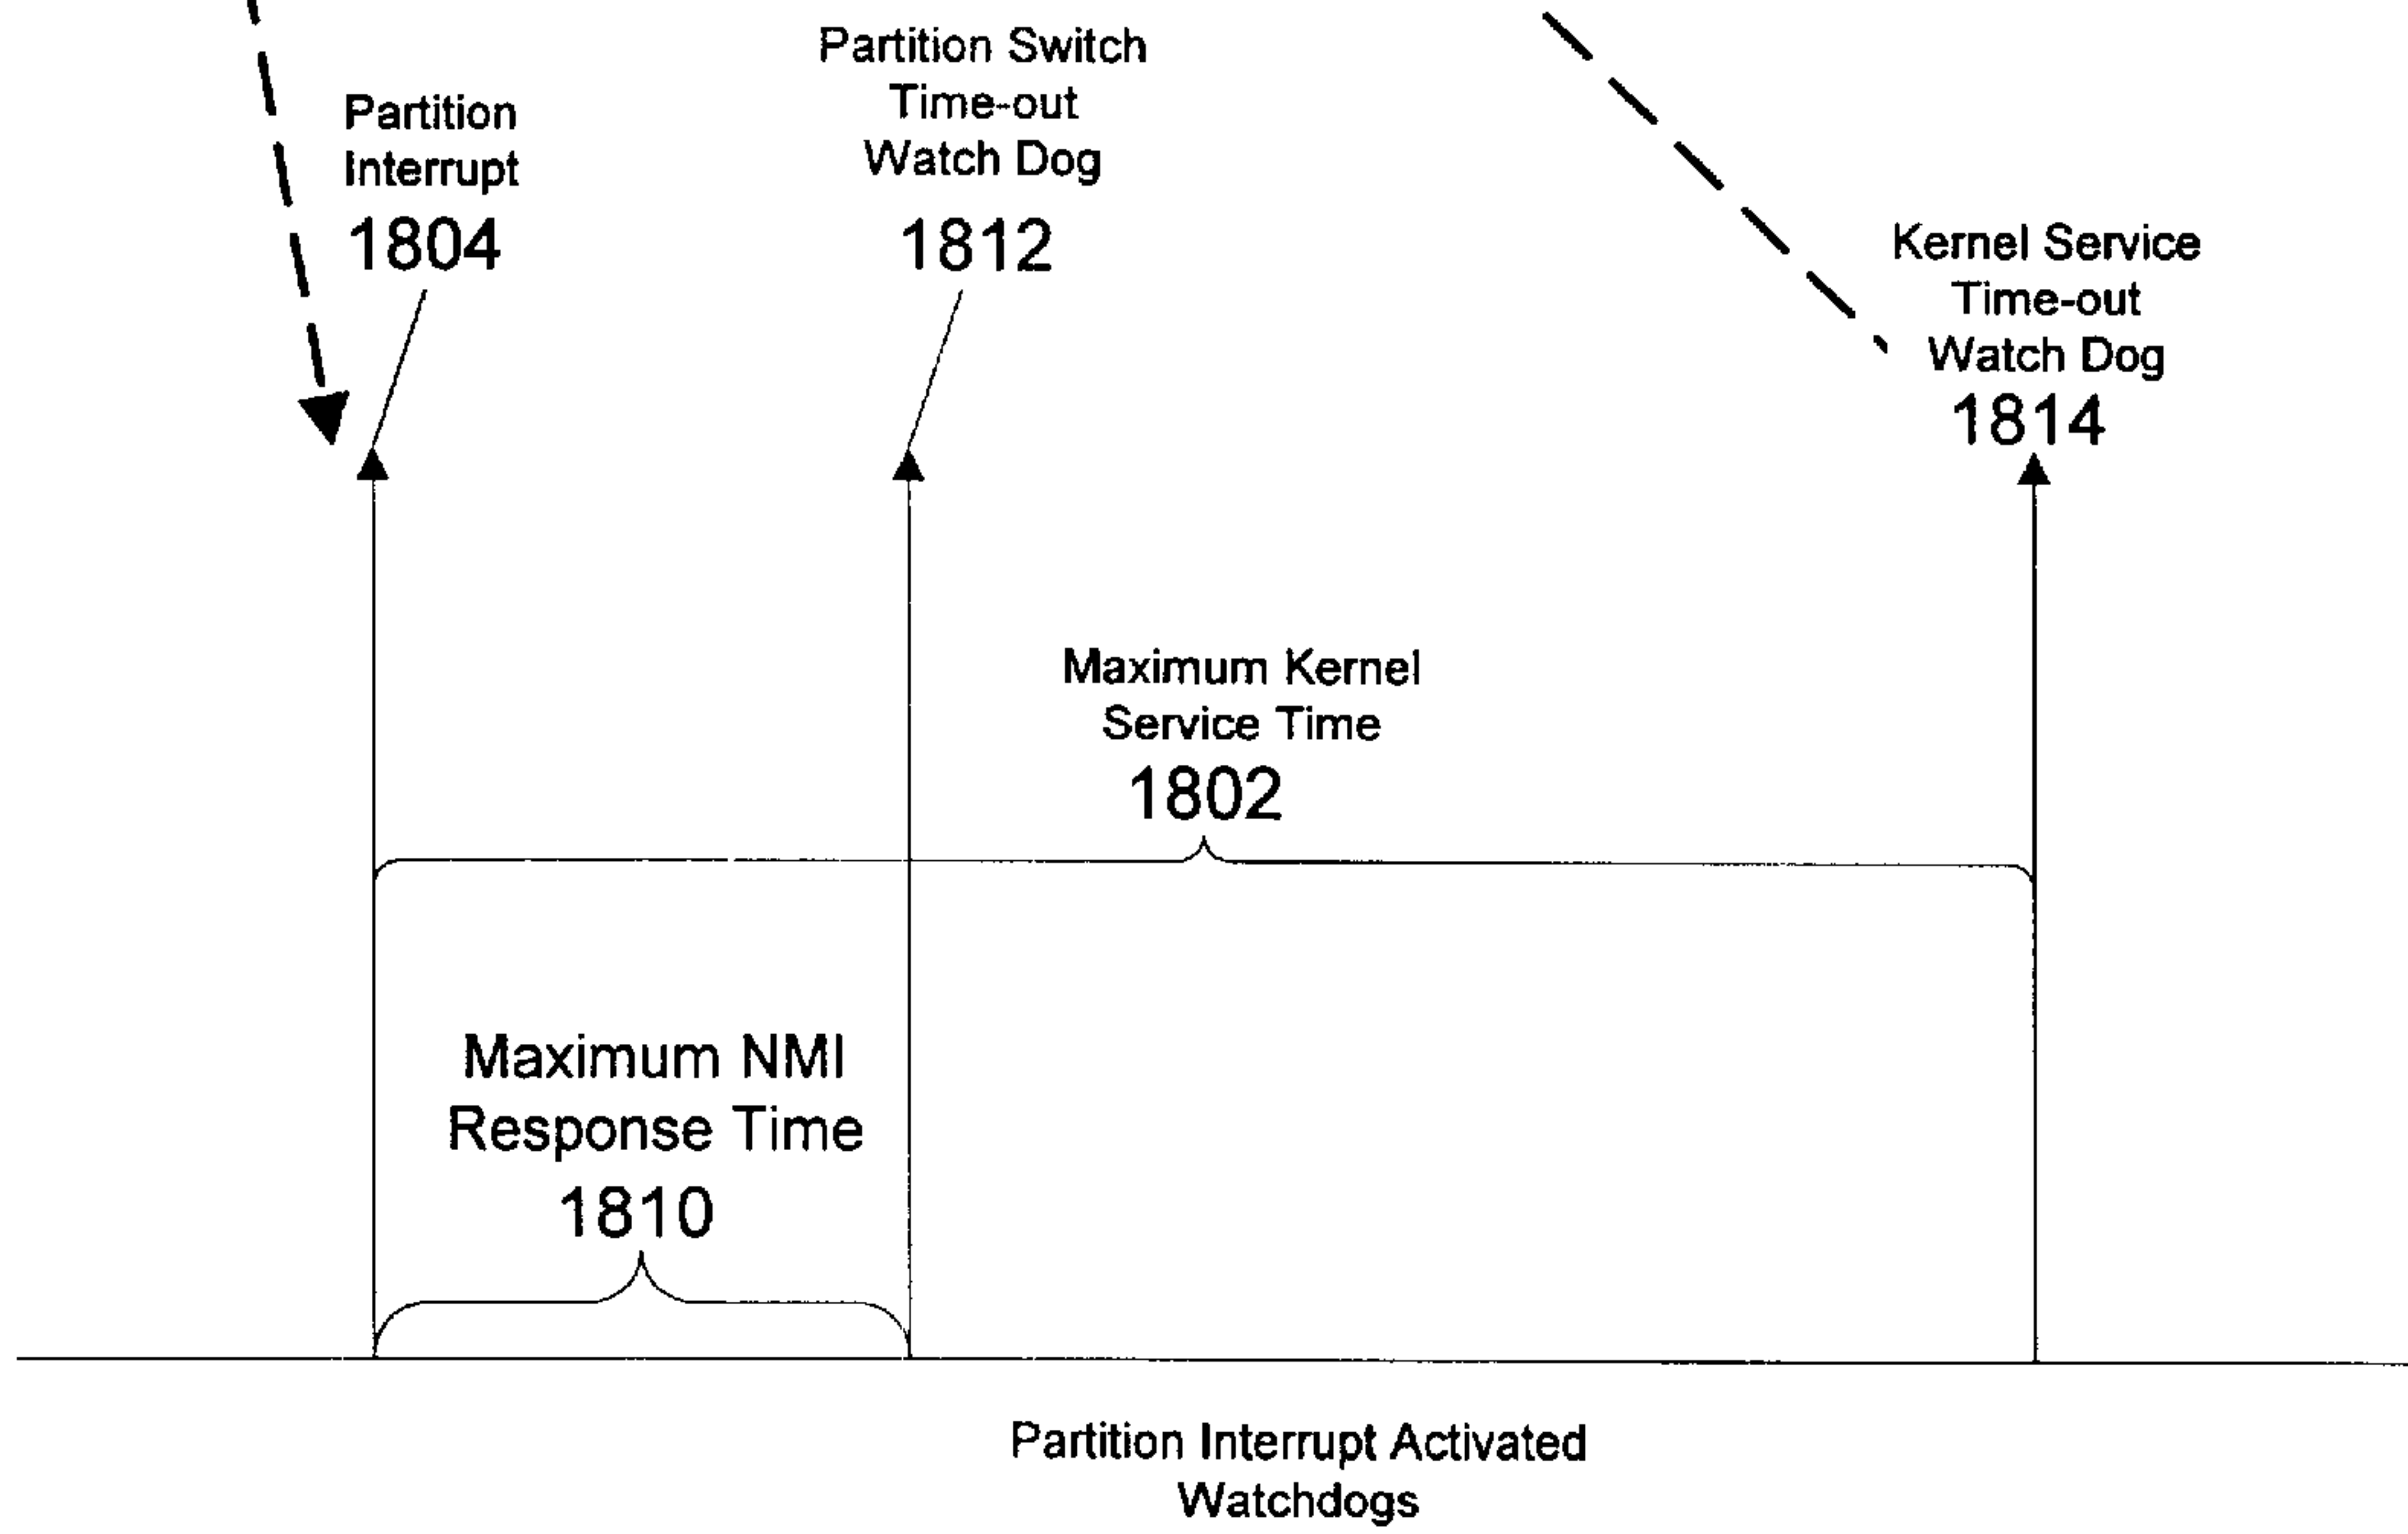 Partition Switch
Time-out
Watch Dog
1812
Partition
Interrupt
1804
Kernel Service
Time-out
Watch Dog
1814
Maximum Kernel
Service Time
1802
Maximum NMI
Response Time
1810
Partition Interrupt Activated
Watchdogs